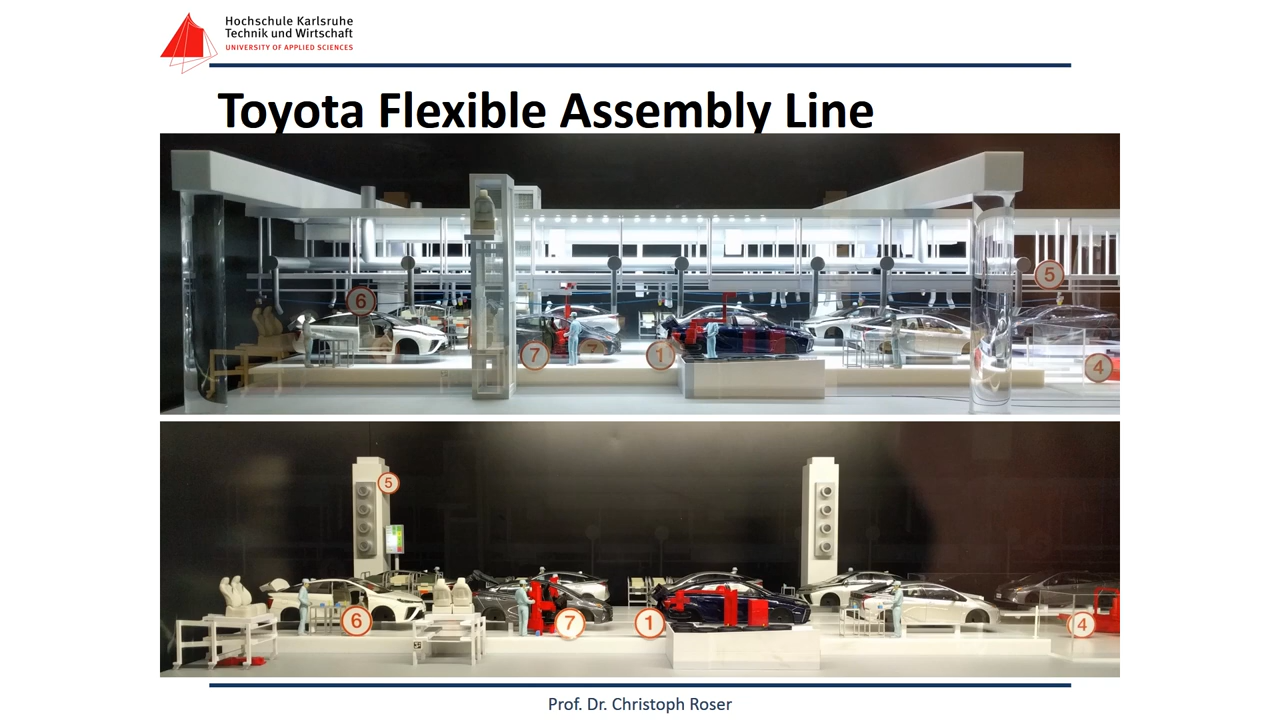 Hochschule Karlsruhe
Technik und Wirtschaft
UNIVERSITY OF APPLIED SCIENCES
Toyota Flexible Assembly Line
5
6
7
7
1
4
5
6
7
1
4
Prof. Dr. Christoph Roser